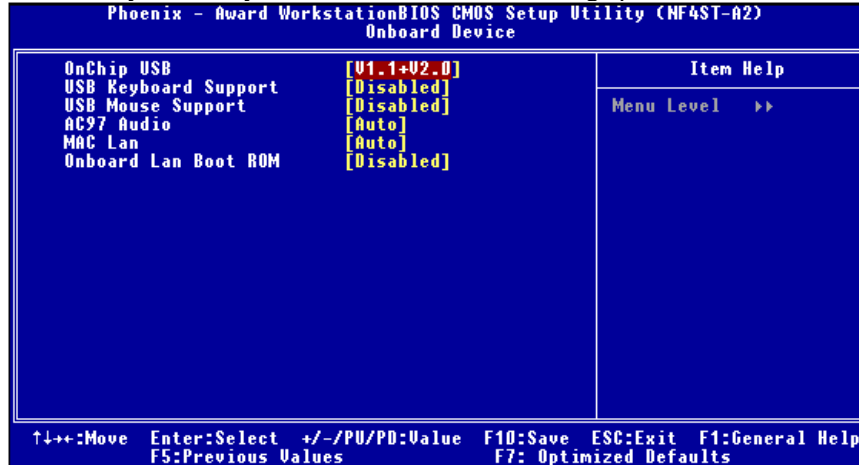 Phoenix - Award WorkstationBIOS CMOS Setup Utility (NF4ST-A2)
Onboard Device
OnChip USB [V1.1+V2.0]
USB Keyboard Support [Disabled]
USB Mouse Support [Disabled]
AC97 Audio [Auto]
MAC Lan [Auto]
Onboard Lan Boot ROM [Disabled]
Item Help
Menu Level ▸▸
↑↓→←:Move Enter:Select +/-/PU/PD:Value F10:Save ESC:Exit F1:General Help
F5:Previous Values F7: Optimized Defaults